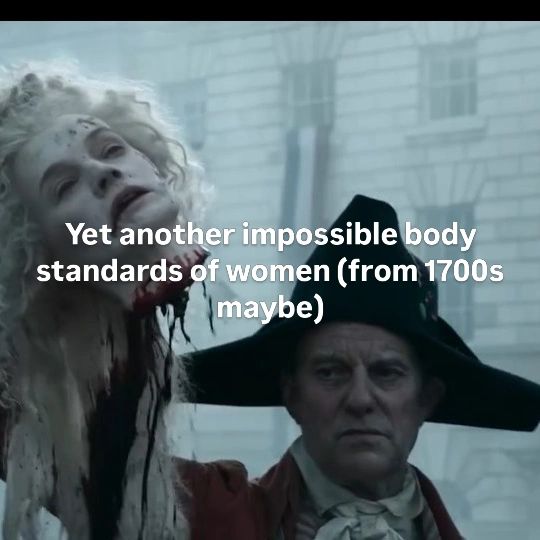 Yet another impossible body
standards of women (from 1700s
maybe)